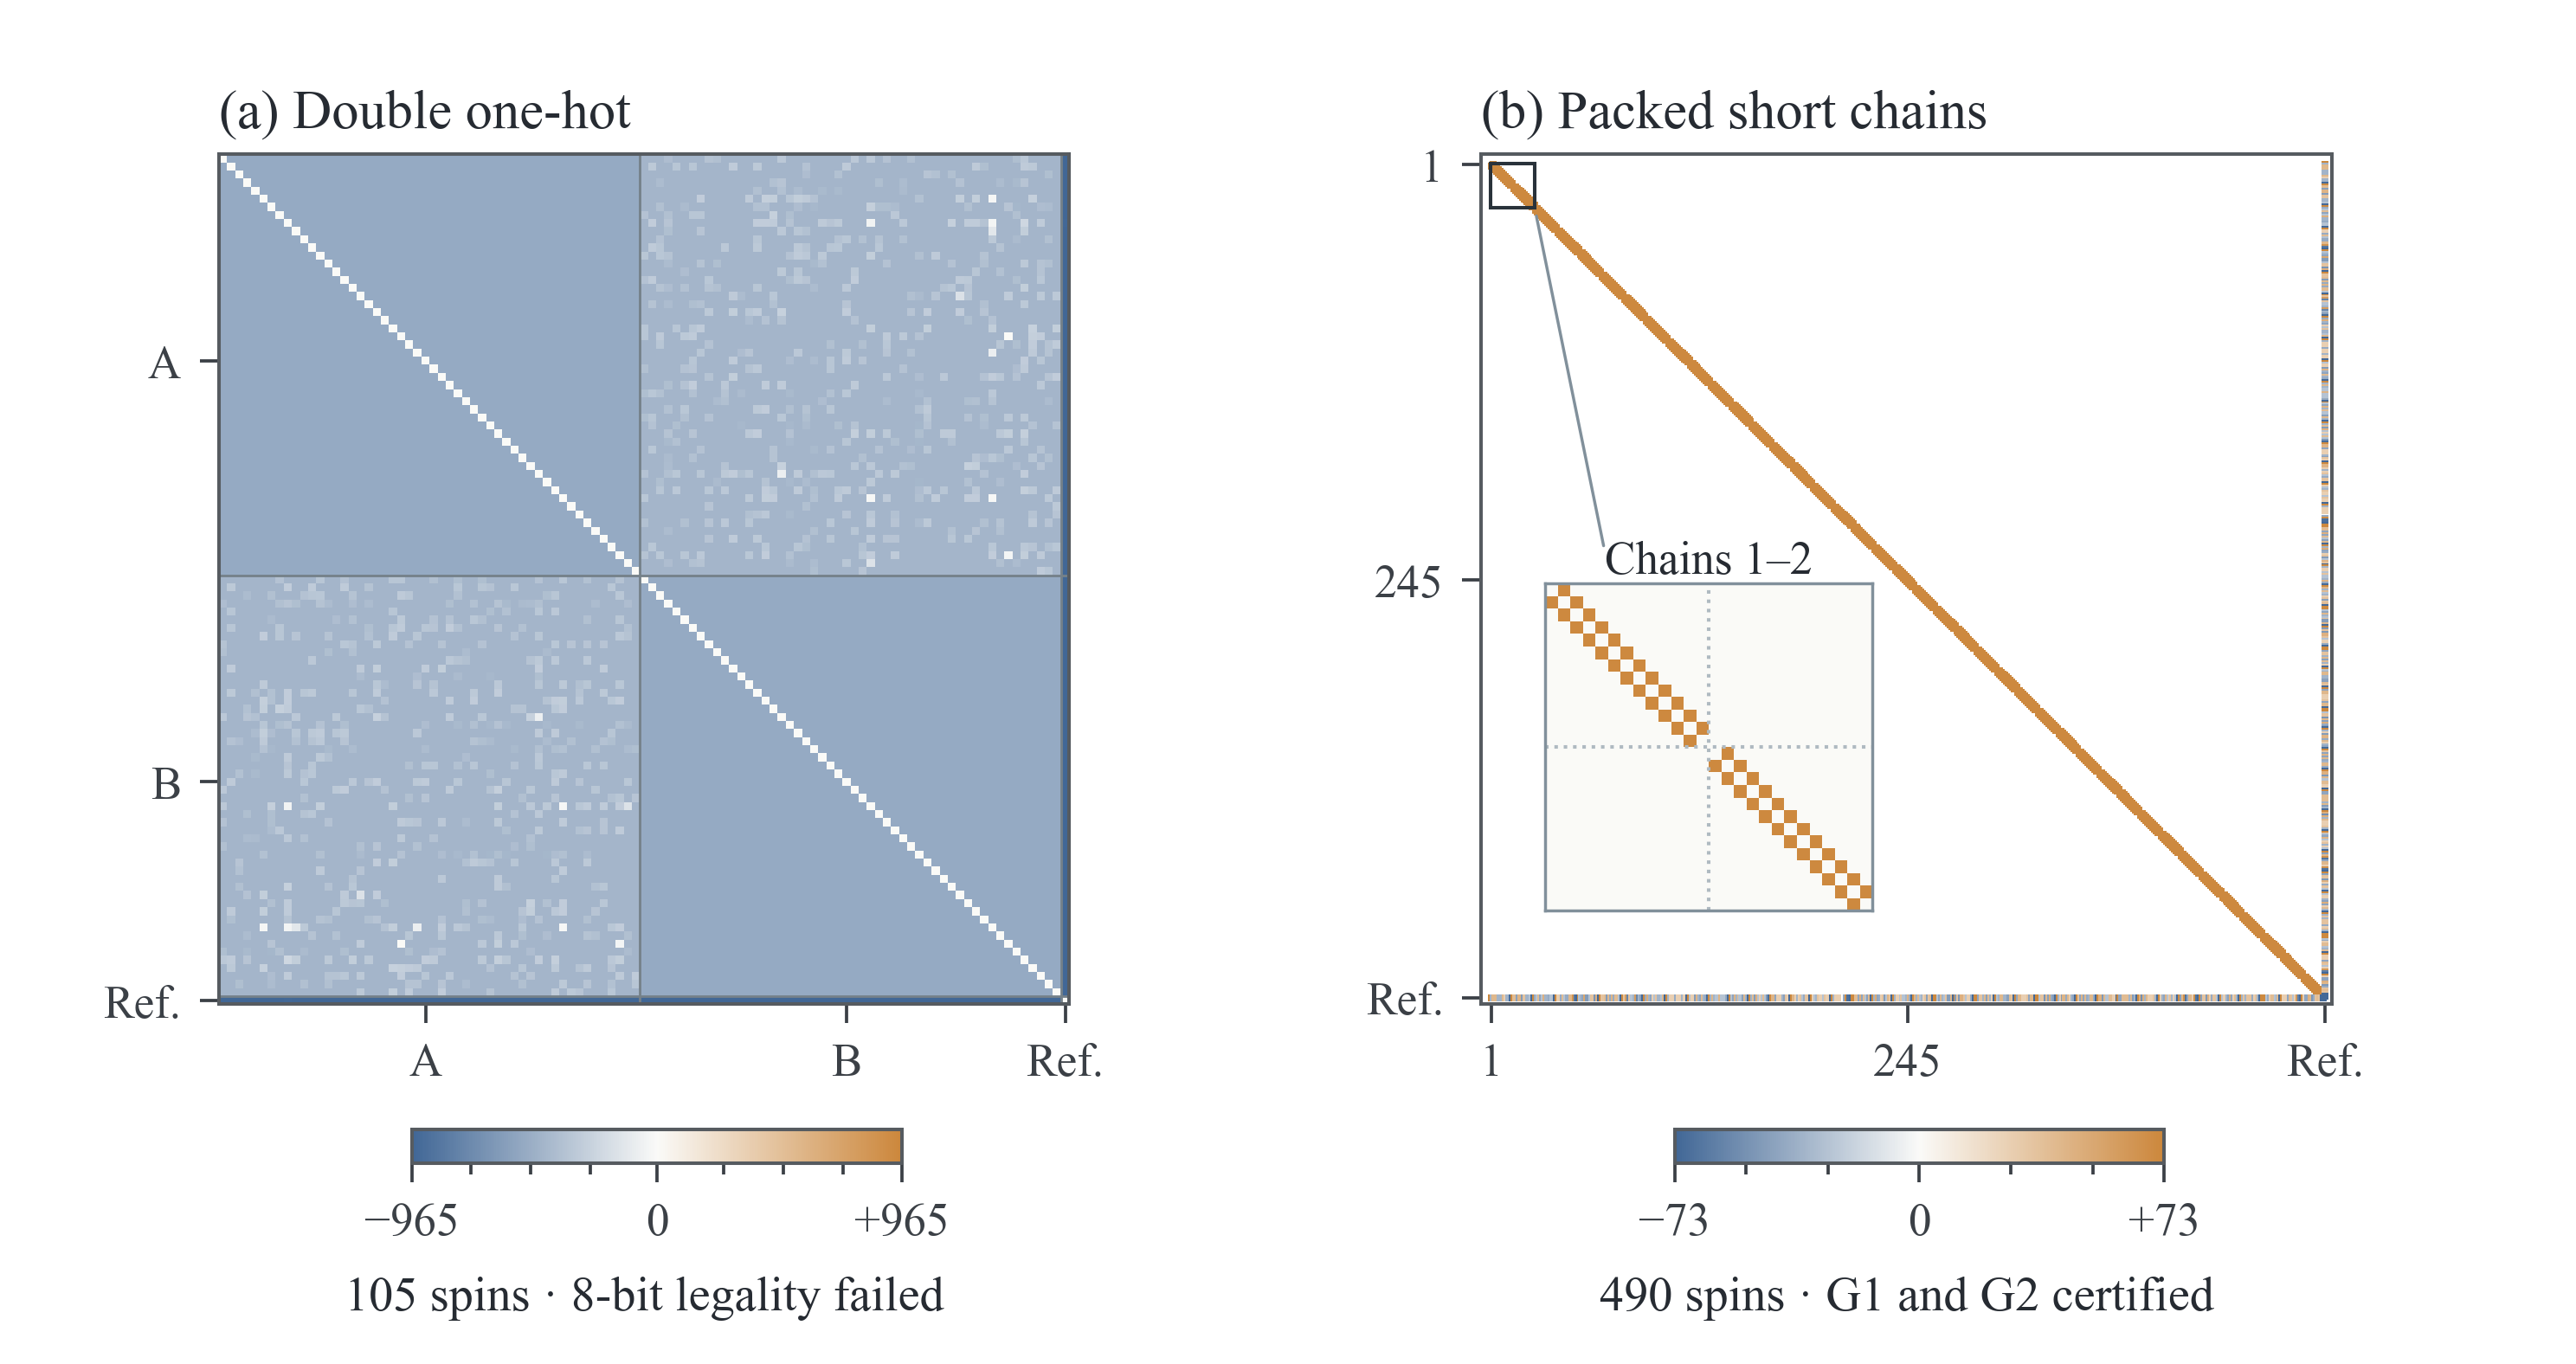 (a) Double one-hot
A
B
Ref.
A
B
Ref.
−965
0
+965
105 spins · 8-bit legality failed
(b) Packed short chains
1
245
Ref.
Chains 1–2
1
245
Ref.
−73
0
+73
490 spins · G1 and G2 certified